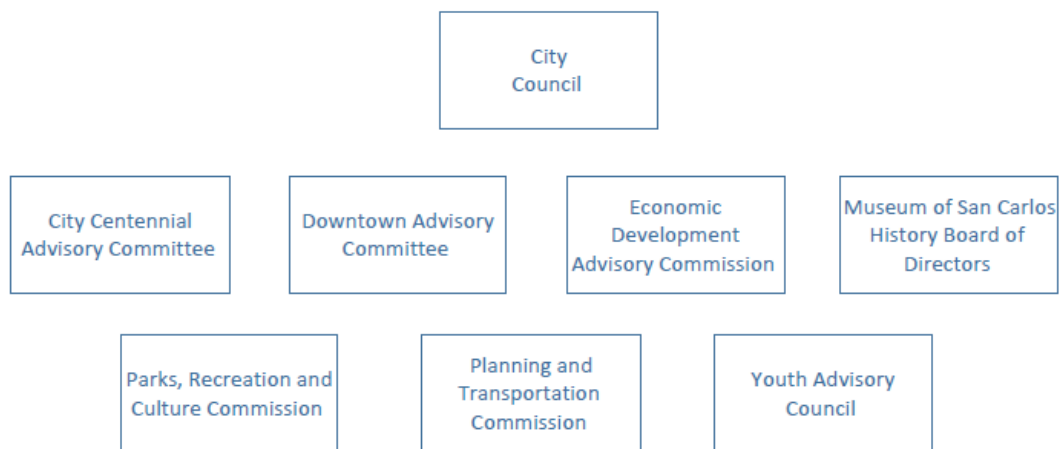 City
Council
City Centennial
Advisory Committee
Downtown Advisory
Committee
Economic
Development
Advisory Commission
Museum of San Carlos
History Board of
Directors
Parks, Recreation and
Culture Commission
Planning and
Transportation
Commission
Youth Advisory
Council